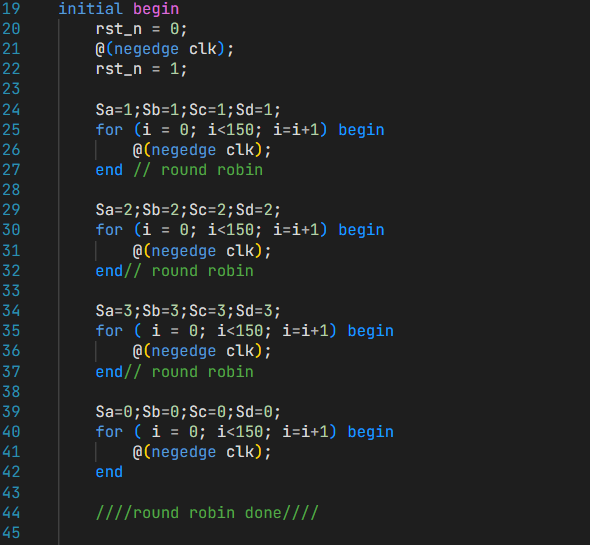 19 initial begin
20 rst_n = 0;
21 @(negedge clk);
22 rst_n = 1;
23
24 Sa=1;Sb=1;Sc=1;Sd=1;
25 for (i = 0; i<150; i=i+1) begin
26 @(negedge clk);
27 end // round robin
28
29 Sa=2;Sb=2;Sc=2;Sd=2;
30 for (i = 0; i<150; i=i+1) begin
31 @(negedge clk);
32 end// round robin
33
34 Sa=3;Sb=3;Sc=3;Sd=3;
35 for ( i = 0; i<150; i=i+1) begin
36 @(negedge clk);
37 end// round robin
38
39 Sa=0;Sb=0;Sc=0;Sd=0;
40 for ( i = 0; i<150; i=i+1) begin
41 @(negedge clk);
42 end
43
44 ////round robin done////
45